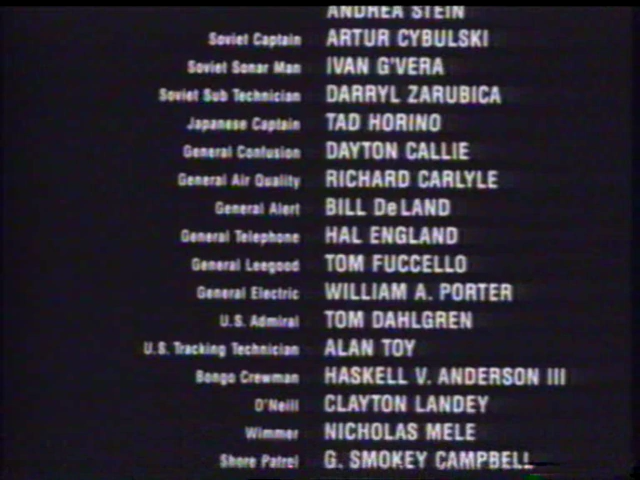 ANDREA STEIN
Soviet Captain ARTUR CYBULSKI
Soviet Sonar Man IVAN G'VERA
Soviet Sub Technician DARRYL ZARUBICA
Japanese Captain TAD HORINO
General Confusion DAYTON CALLIE
General Air Quality RICHARD CARLYLE
General Alert BILL DeLAND
General Telephone HAL ENGLAND
General Leegood TOM FUCCELLO
General Electric WILLIAM A. PORTER
U.S. Admiral TOM DAHLGREN
U.S. Tracking Technician ALAN TOY
Bongo Crewman HASKELL V. ANDERSON III
O'Neill CLAYTON LANDEY
Wimmer NICHOLAS MELE
Shore Patrol G. SMOKEY CAMPBELL